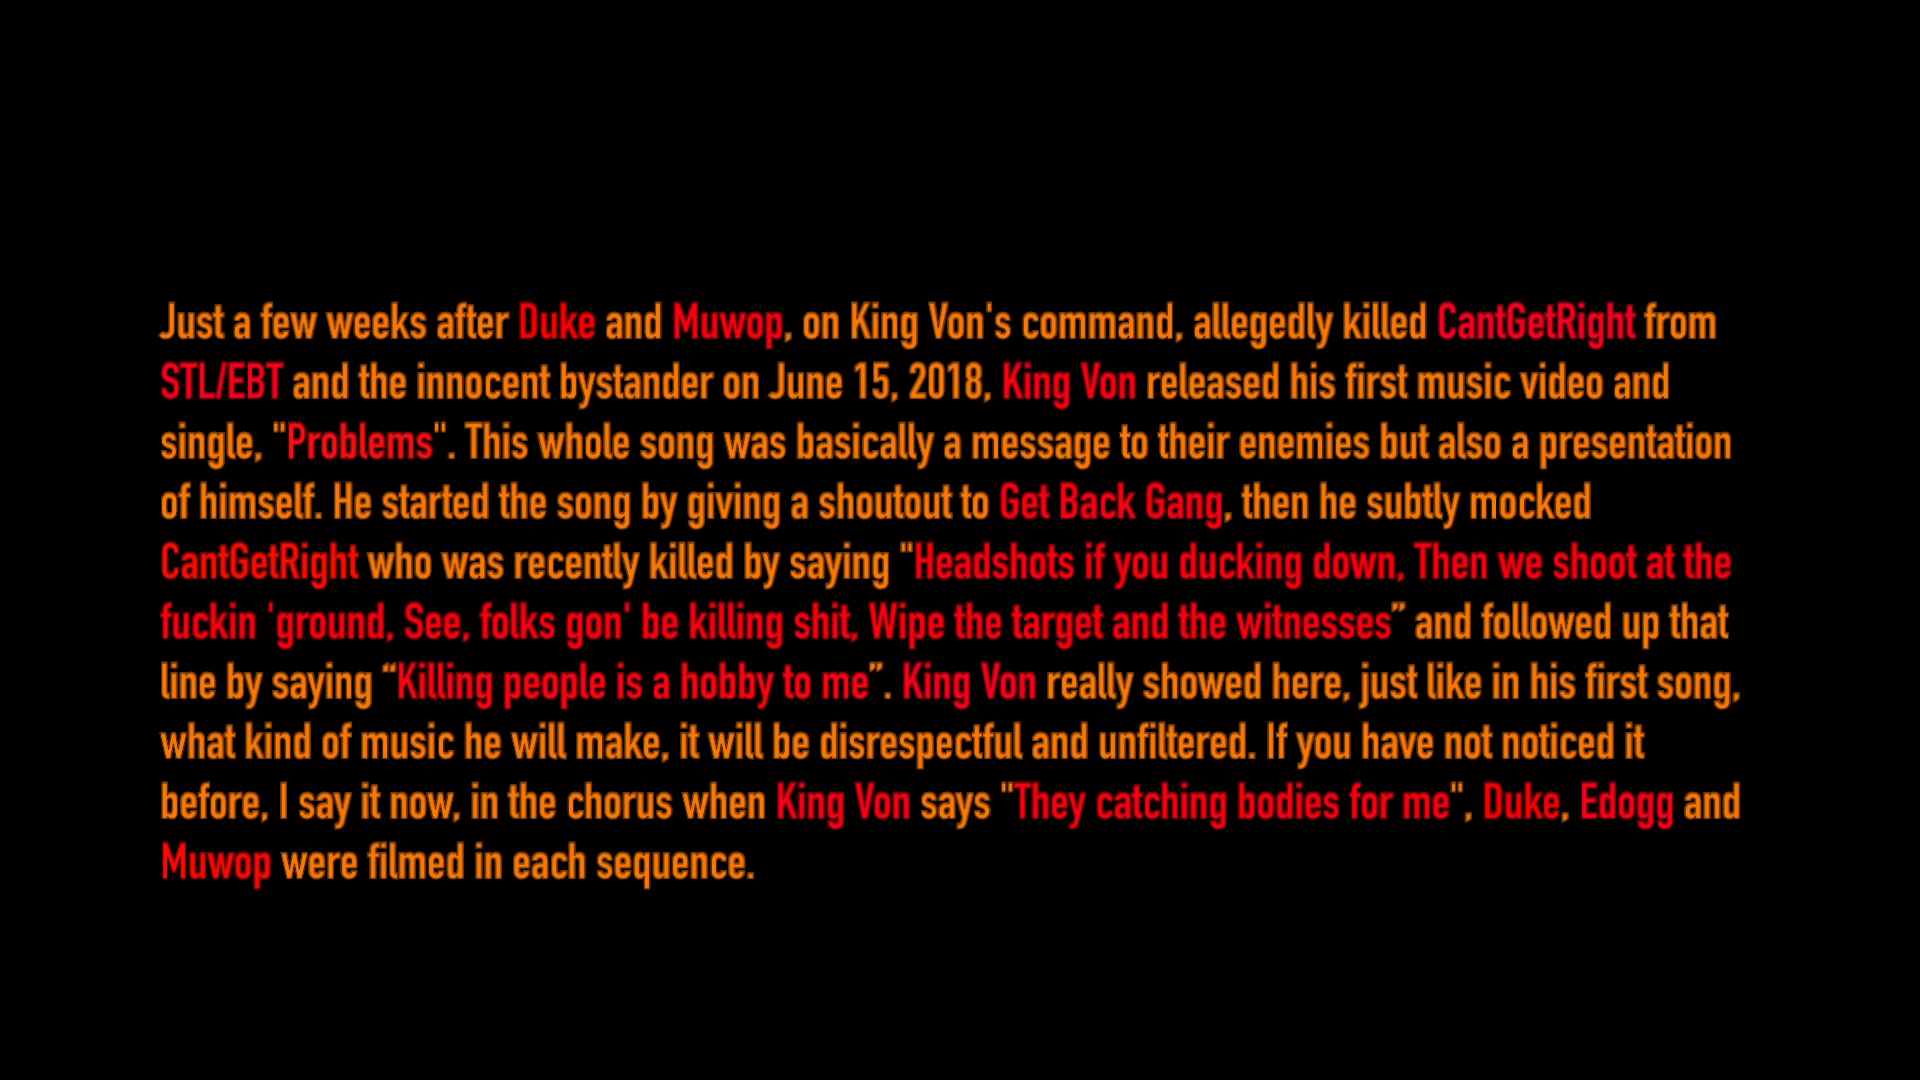 Just a few weeks after Duke and Muwop, on King Von's command, allegedly killed CantGetRight from
STL/EBT and the innocent bystander on June 15, 2018, King Von released his first music video and
single, "Problems". This whole song was basically a message to their enemies but also a presentation
of himself. He started the song by giving a shoutout to Get Back Gang, then he subtly mocked
CantGetRight who was recently killed by saying "Headshots if you ducking down, Then we shoot at the
fuckin 'ground, See, folks gon' be killing shit, Wipe the target and the witnesses” and followed up that
line by saying “Killing people is a hobby to me”. King Von really showed here, just like in his first song,
what kind of music he will make, it will be disrespectful and unfiltered. If you have not noticed it
before, I say it now, in the chorus when King Von says "They catching bodies for me", Duke, Edogg and
Muwop were filmed in each sequence.